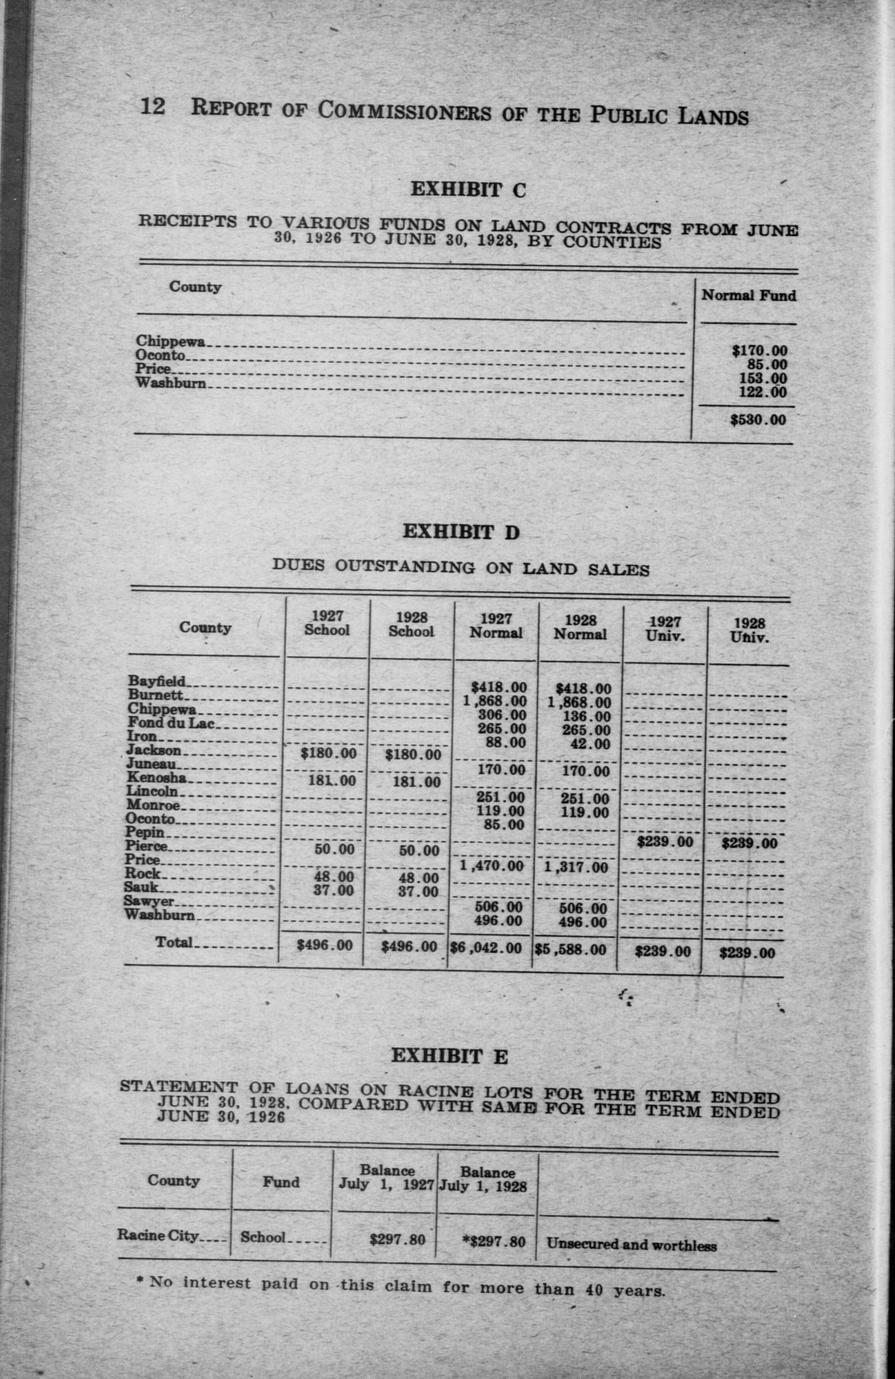 12 REPORT OF COMMISSIONERS OF THE PUBLIC LANDS
EXHIBIT C
RECEIPTS TO VARIOUS FUNDS ON LAND CONTRACTS FROM JUNE
30, 1926 TO JUNE 30, 1928, BY COUNTIES
County Normal Fund
Chippewa $170.00
Oconto 85.00
Price 153.00
Washburn 122.00
$530.00
EXHIBIT D
DUES OUTSTANDING ON LAND SALES
County 1927 School 1928 School 1927 Normal 1928 Normal 1927 Univ. 1928 Univ.
Bayfield $418.00 $418.00
Burnett 1,868.00 1,868.00
Chippewa 306.00 136.00
Fond du Lac 265.00 265.00
Iron 88.00 42.00
Jackson $180.00 $180.00
Juneau 170.00 170.00
Kenosha 181.00 181.00
Lincoln 251.00 251.00
Monroe 119.00 119.00
Oconto 85.00
Pepin $239.00 $239.00
Pierce 50.00 50.00
Price 1,470.00 1,317.00
Rock 48.00 48.00
Sauk 37.00 37.00
Sawyer 506.00 506.00
Washburn 496.00 496.00
Total $496.00 $496.00 $6,042.00 $5,588.00 $239.00 $239.00
EXHIBIT E
STATEMENT OF LOANS ON RACINE LOTS FOR THE TERM ENDED
JUNE 30, 1928, COMPARED WITH SAME FOR THE TERM ENDED
JUNE 30, 1926
County Fund Balance July 1, 1927 Balance July 1, 1928
Racine City School $297.80 *$297.80 Unsecured and worthless
* No interest paid on this claim for more than 40 years.